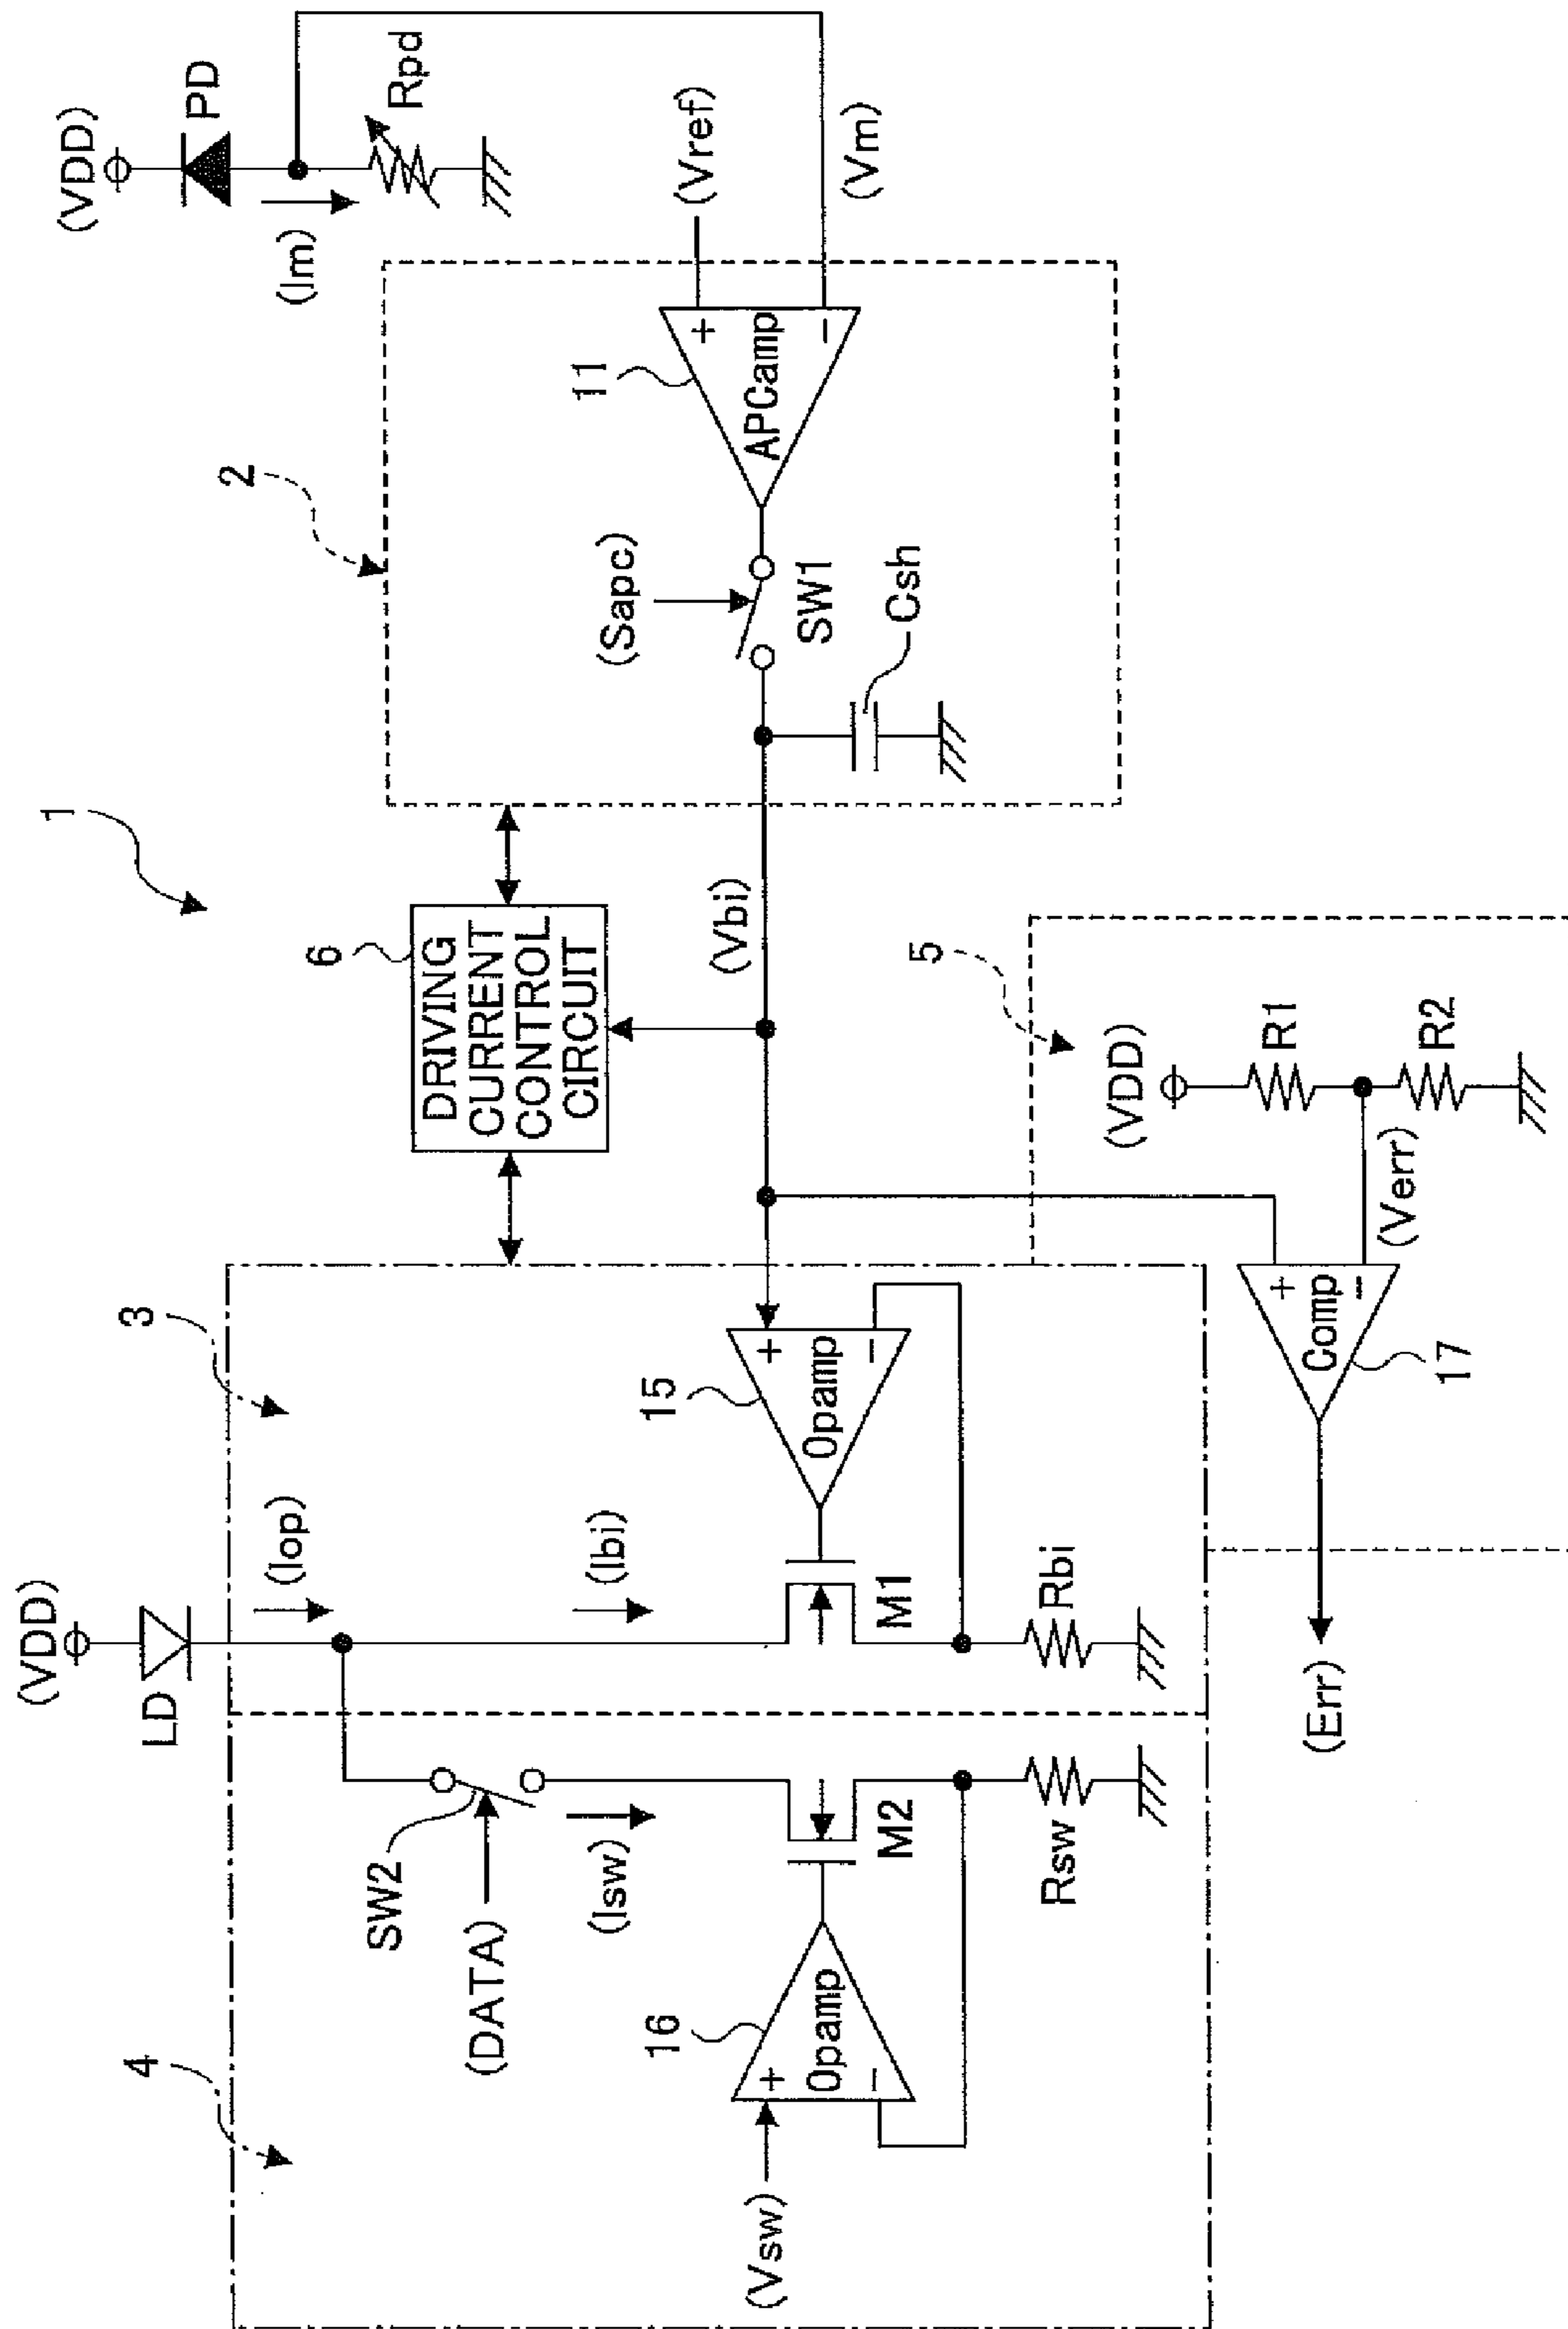 1
(VDD)
LD
(Iop)
3
(VDD)
PD
(Im)
Rpd
2
6
DRIVING
CURRENT
CONTROL
CIRCUIT
4
SW2
(DATA)
(Isw)
(Ibi)
(Sapc)
SW1
11
APCamp
+
-
(Vref)
(Vm)
Csh
(Vbi)
(Vsw)
16
Opamp
+
-
M2
M1
15
Opamp
+
-
Rsw
Rbi
5
(VDD)
R1
R2
(Verr)
Comp
+
-
17
(Err)